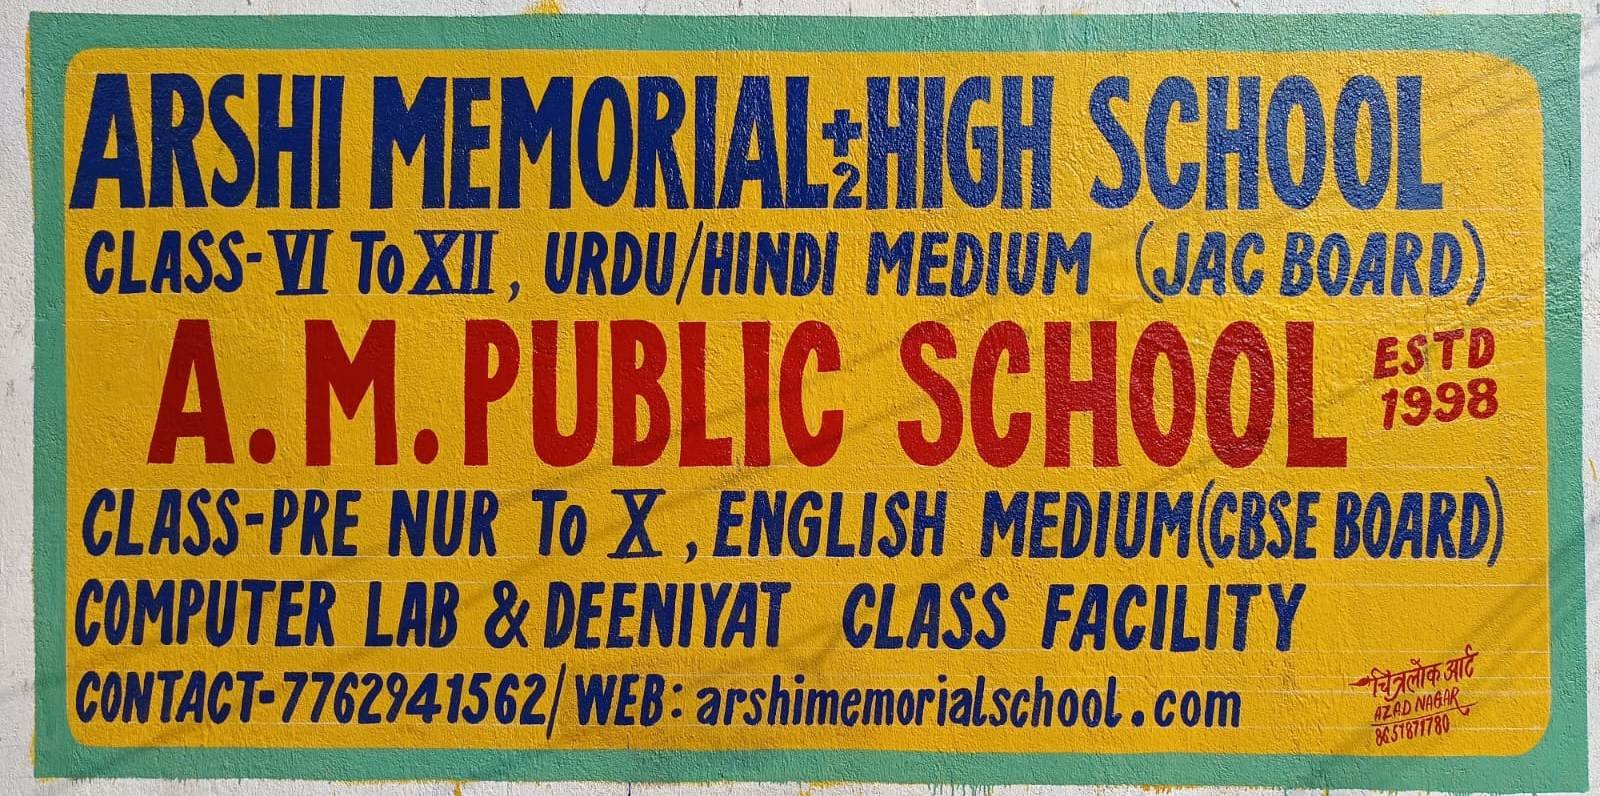 ARSHI MEMORIAL +2 HIGH SCHOOL
CLASS-VI To XII, URDU/HINDI MEDIUM (JAC BOARD)
A.M. PUBLIC SCHOOL
ESTD
1998
CLASS-PRE NUR To X, ENGLISH MEDIUM (CBSE BOARD)
COMPUTER LAB & DEENIYAT CLASS FACILITY
CONTACT-7762941562/WEB: arshimemorialschool.com
चित्रलोक आर्ट
AZAD NAGAR
8651871780